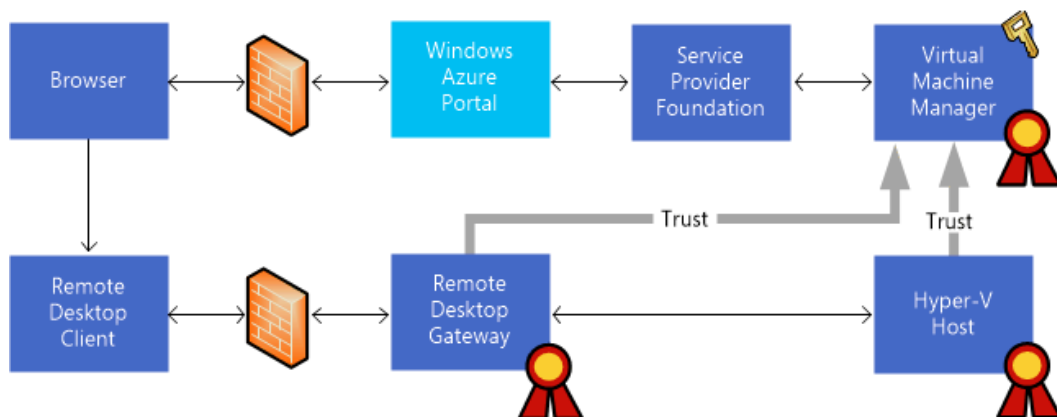 Browser
Windows
Azure
Portal
Service
Provider
Foundation
Virtual
Machine
Manager
Trust
Trust
Remote
Desktop
Client
Remote
Desktop
Gateway
Hyper-V
Host